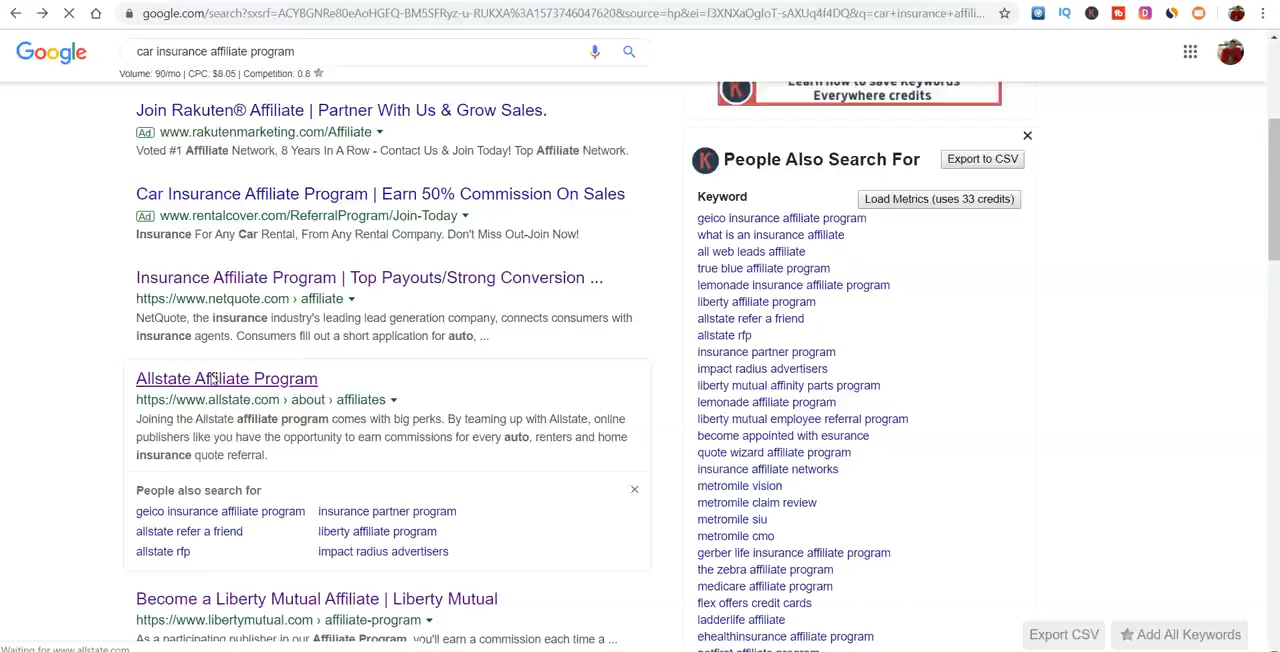 google.com/search?sxsrf=ACYBGNRe80eAoHGEQ-BM5SFRyz-u-RUKXA%3A1573746047620&source=hp&ei=f3XNXaOgIoT-sAXUq4f4DQ&q=car+insurance+affili...
Google
car insurance affiliate program
Volume: 90/mo | CPC: $8.05 | Competition: 0.8
Join Rakuten® Affiliate | Partner With Us & Grow Sales.
Ad www.rakutenmarketing.com/Affiliate
Voted #1 Affiliate Network, 8 Years In A Row - Contact Us & Join Today! Top Affiliate Network.
Car Insurance Affiliate Program | Earn 50% Commission On Sales
Ad www.rentalcover.com/ReferralProgram/Join-Today
Insurance For Any Car Rental, From Any Rental Company. Don't Miss Out-Join Now!
Insurance Affiliate Program | Top Payouts/Strong Conversion ...
https://www.netquote.com › affiliate
NetQuote, the insurance industry's leading lead generation company, connects consumers with
insurance agents. Consumers fill out a short application for auto, ...
Allstate Affiliate Program
https://www.allstate.com › about › affiliates
Joining the Allstate affiliate program comes with big perks. By teaming up with Allstate, online
publishers like you have the opportunity to earn commissions for every auto, renters and home
insurance quote referral.
People also search for
geico insurance affiliate program insurance partner program
allstate refer a friend liberty affiliate program
allstate rfp impact radius advertisers
Become a Liberty Mutual Affiliate | Liberty Mutual
https://www.libertymutual.com › affiliate-program
As a participating publisher in our Affiliate Program, you'll earn a commission each time a ...
Waiting for www.allstate.com
Learn how to save Keywords
Everywhere credits
K People Also Search For
Export to CSV
Keyword
Load Metrics (uses 33 credits)
geico insurance affiliate program
what is an insurance affiliate
all web leads affiliate
true blue affiliate program
lemonade insurance affiliate program
liberty affiliate program
allstate refer a friend
allstate rfp
insurance partner program
impact radius advertisers
liberty mutual affinity parts program
lemonade affiliate program
liberty mutual employee referral program
become appointed with esurance
quote wizard affiliate program
insurance affiliate networks
metromile vision
metromile claim review
metromile siu
metromile cmo
gerber life insurance affiliate program
the zebra affiliate program
medicare affiliate program
flex offers credit cards
ladderlife affiliate
ehealthinsurance affiliate program
Export CSV
Add All Keywords